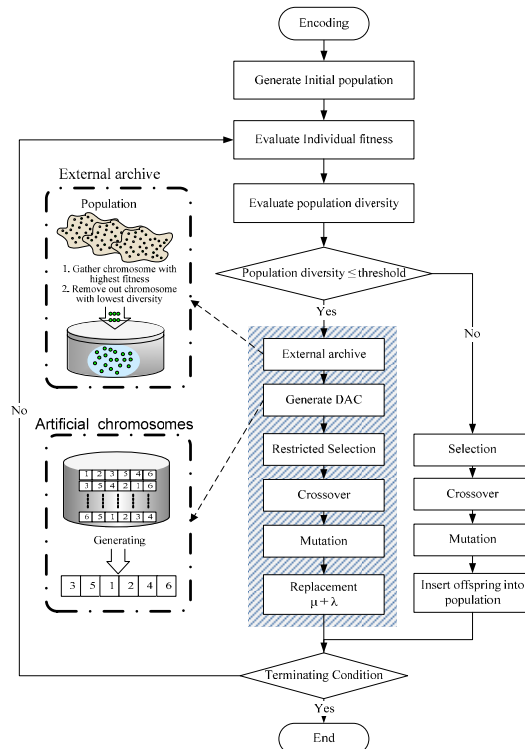 Encoding
Generate Initial population
Evaluate Individual fitness
Evaluate population diversity
Population diversity ≤ threshold
Yes
No
External archive
Population
1. Gather chromosome with
highest fitness
2. Remove out chromosome
with lowest diversity
No
Artificial chromosomes
1 2 3 5 4 6
3 5 4 2 1 6
6 5 1 2 3 4
Generating
3 5 1 2 4 6
External archive
Generate DAC
Restricted Selection
Crossover
Mutation
Replacement
μ+λ
Selection
Crossover
Mutation
Insert offspring into
population
Terminating Condition
Yes
End